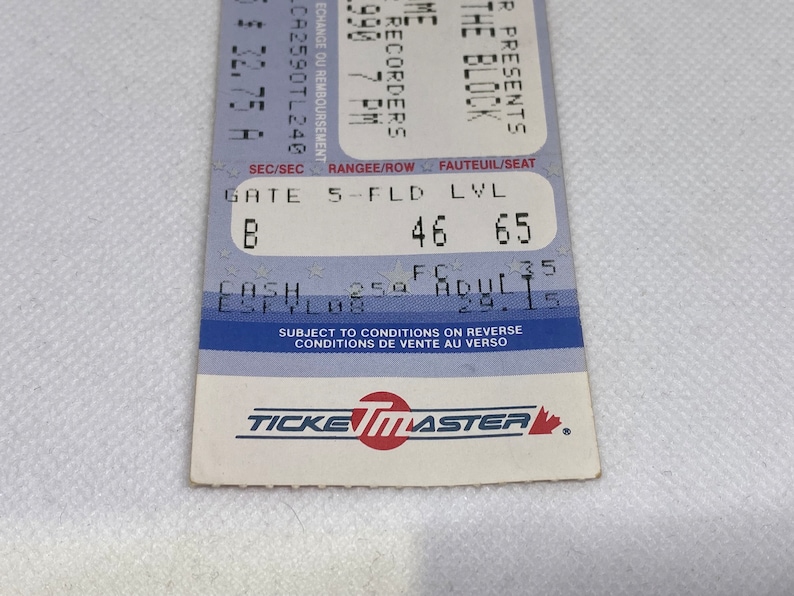 R PRESENTS
THE BLOCK
ME
RECORDERS
1990 7 PM
ECHANGE OU REMBOURSEMENT
CA2590TL240
$ 32.75 A
SEC/SEC RANGEE/ROW FAUTEUIL/SEAT
GATE 5-FLD LVL
B 46 65
FC .35
CASH 259 ADULT
ESKYL08 29.15
SUBJECT TO CONDITIONS ON REVERSE
CONDITIONS DE VENTE AU VERSO
TICKETMASTER ®